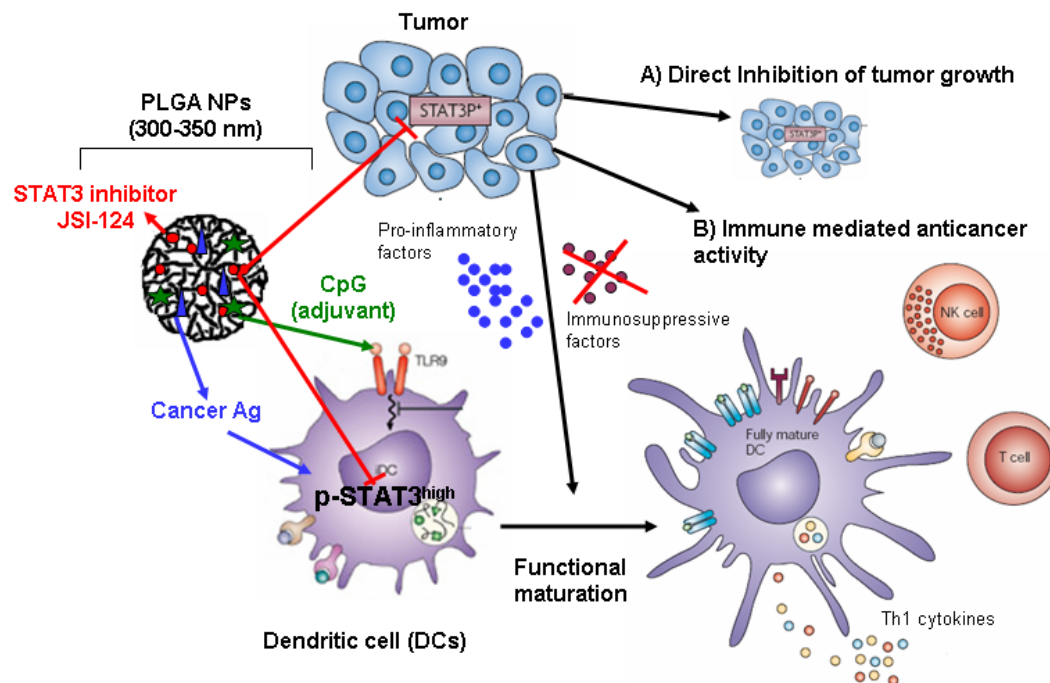 Tumor
A) Direct Inhibition of tumor growth
PLGA NPs
(300-350 nm)
STAT3P⁺
STAT3P⁺
STAT3 inhibitor
JSI-124
B) Immune mediated anticancer
activity
Pro-inflammatory
factors
CpG
(adjuvant)
Immunosuppressive
factors
NK cell
TLR9
Cancer Ag
Fully mature
DC
T cell
iDC
p-STAT3high
Functional
maturation
Th1 cytokines
Dendritic cell (DCs)